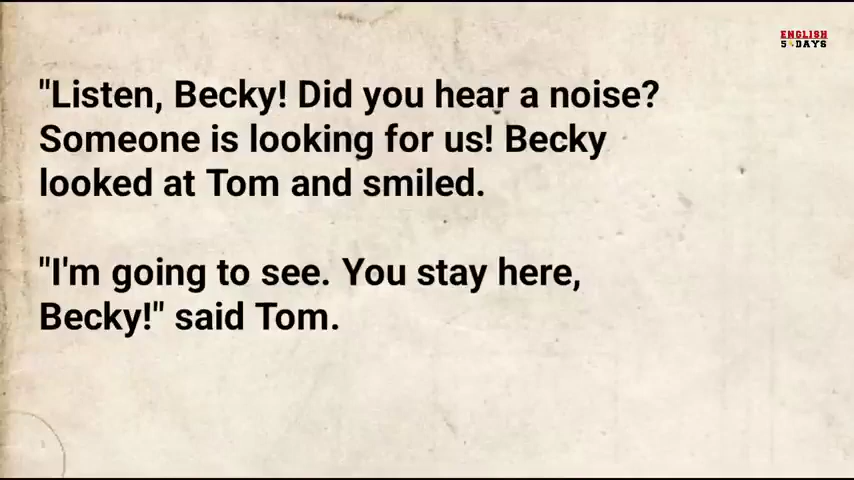 ENGLISH
5 DAYS
"Listen, Becky! Did you hear a noise?
Someone is looking for us! Becky
looked at Tom and smiled.
"I'm going to see. You stay here,
Becky!" said Tom.